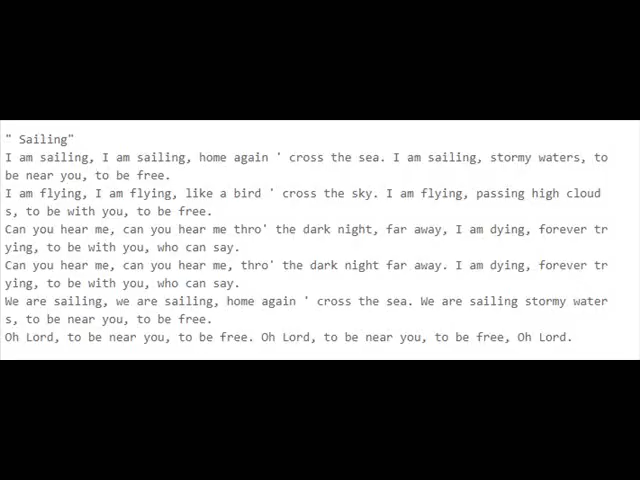 " Sailing"
I am sailing, I am sailing, home again ' cross the sea. I am sailing, stormy waters, to
be near you, to be free.
I am flying, I am flying, like a bird ' cross the sky. I am flying, passing high cloud
s, to be with you, to be free.
Can you hear me, can you hear me thro' the dark night, far away, I am dying, forever tr
ying, to be with you, who can say.
Can you hear me, can you hear me, thro' the dark night far away. I am dying, forever tr
ying, to be with you, who can say.
We are sailing, we are sailing, home again ' cross the sea. We are sailing stormy water
s, to be near you, to be free.
Oh Lord, to be near you, to be free. Oh Lord, to be near you, to be free, Oh Lord.